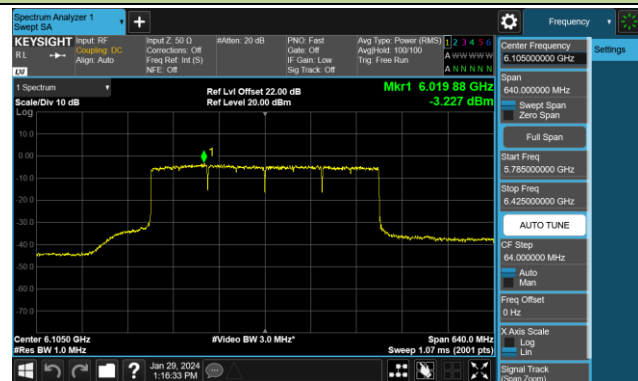 Spectrum Analyzer 1
Swept SA
Frequency
KEYSIGHT
RL
LXI
Input: RF
Coupling: DC
Align: Auto
Input Z: 50 Ω
Corrections: Off
Freq Ref: Int (S)
NFE: Off
#Atten: 20 dB
PNO: Fast
Gate: Off
IF Gain: Low
Sig Track: Off
Avg Type: Power (RMS)
Avg|Hold: 100/100
Trig: Free Run
1 2 3 4 5 6
A W W W W W
A N N N N N
1 Spectrum
Scale/Div 10 dB
Log
Ref Lvl Offset 22.00 dB
Ref Level 20.00 dBm
Mkr1 6.019 88 GHz
-3.227 dBm
10.0
0.00
-10.0
-20.0
-30.0
-40.0
-50.0
-60.0
-70.0
1
Center 6.1050 GHz
#Res BW 1.0 MHz
#Video BW 3.0 MHz*
Span 640.0 MHz
Sweep 1.07 ms (2001 pts)
Jan 29, 2024
1:16:33 PM
Center Frequency
6.105000000 GHz
Settings
Span
640.000000 MHz
Swept Span
Zero Span
Full Span
Start Freq
5.785000000 GHz
Stop Freq
6.425000000 GHz
AUTO TUNE
CF Step
64.000000 MHz
Auto
Man
Freq Offset
0 Hz
X Axis Scale
Log
Lin
Signal Track
(Span Zoom)